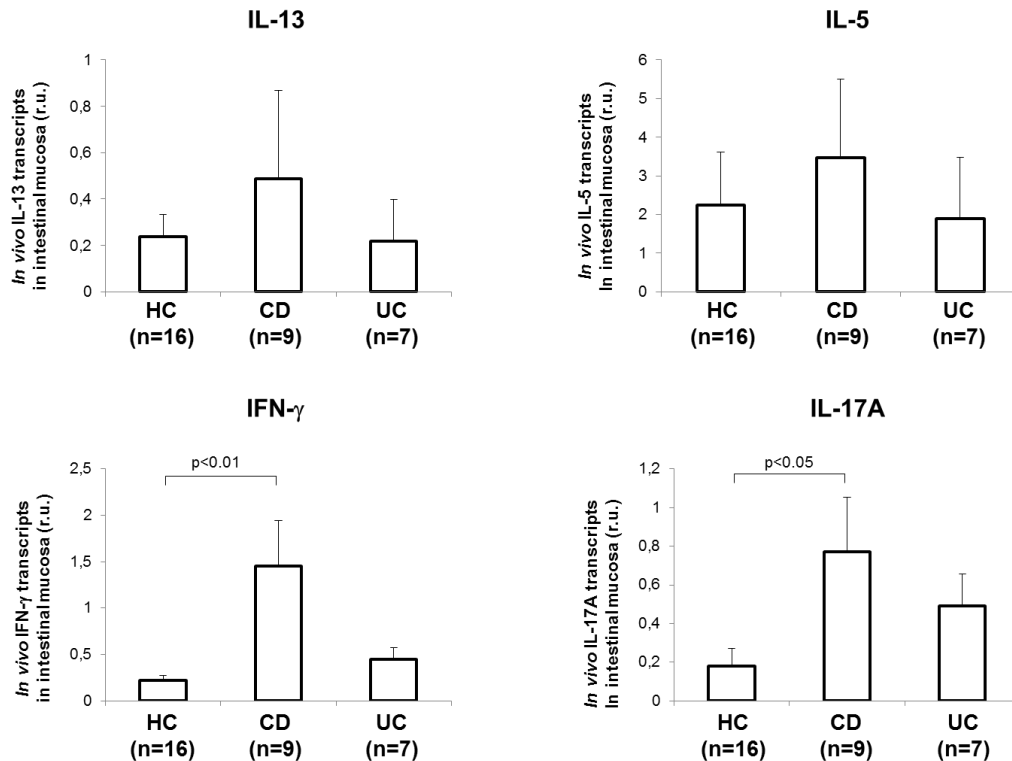 IL-13
In vivo IL-13 transcripts
in intestinal mucosa (r.u.)
1
0,8
0,6
0,4
0,2
0
HC
(n=16)
CD
(n=9)
UC
(n=7)
IL-5
In vivo IL-5 transcripts
In intestinal mucosa (r.u.)
6
5
4
3
2
1
0
HC
(n=16)
CD
(n=9)
UC
(n=7)
IFN-γ
In vivo IFN-γ transcripts
in intestinal mucosa (r.u.)
2,5
2
1,5
1
0,5
0
p<0.01
HC
(n=16)
CD
(n=9)
UC
(n=7)
IL-17A
In vivo IL-17A transcripts
In intestinal mucosa (r.u.)
1,2
1
0,8
0,6
0,4
0,2
0
p<0.05
HC
(n=16)
CD
(n=9)
UC
(n=7)